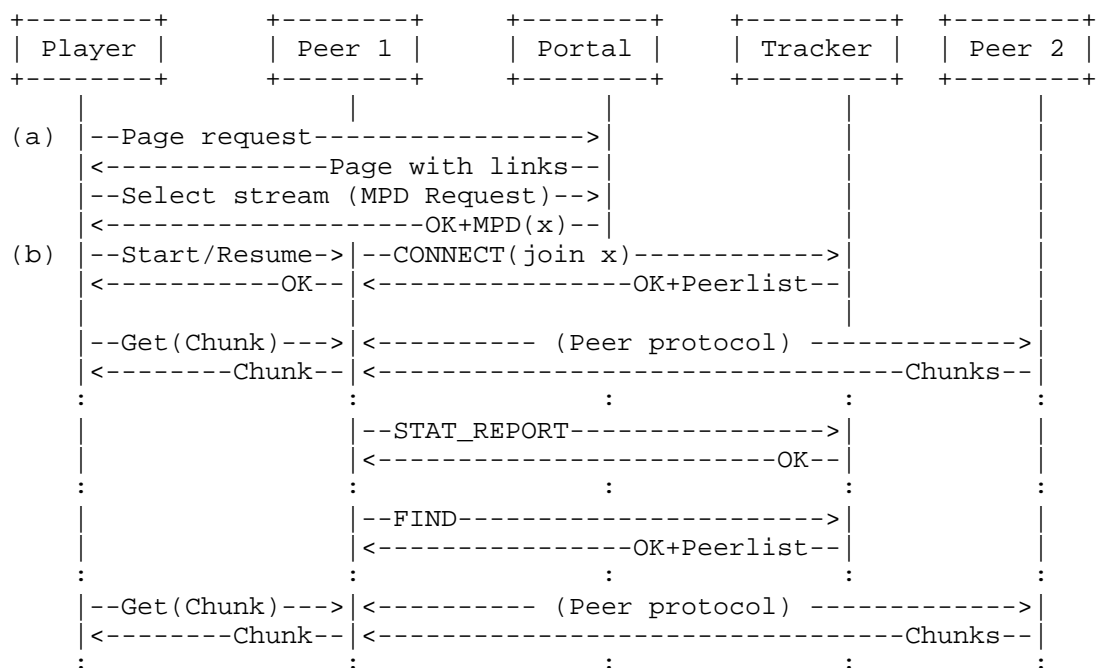 +--------+      +--------+      +--------+     +---------+  +--------+
| Player |      | Peer 1 |      | Portal |     | Tracker |  | Peer 2 |
+--------+      +--------+      +--------+     +---------+  +--------+
     |                 |                |               |            |
(a)  |--Page request----------------->|               |            |
     |<--------------Page with links--|               |            |
     |--Select stream (MPD Request)-->|               |            |
     |<--------------------OK+MPD(x)--|               |            |
(b)  |--Start/Resume->|--CONNECT(join x)------------>|            |
     |<-----------OK--|<----------------OK+Peerlist--|            |
     |                |                              |            |
     |--Get(Chunk)--->|<---------- (Peer protocol) ------------->|
     |<--------Chunk--|<---------------------------------Chunks--|
     :                :               :              :            :
     |                |--STAT_REPORT---------------->|            |
     |                |<-------------------------OK--|            |
     :                :               :              :            :
     |                |--FIND----------------------->|            |
     |                |<----------------OK+Peerlist--|            |
     :                :               :              :            :
     |--Get(Chunk)--->|<---------- (Peer protocol) ------------->|
     |<--------Chunk--|<---------------------------------Chunks--|
     :                :               :              :            :